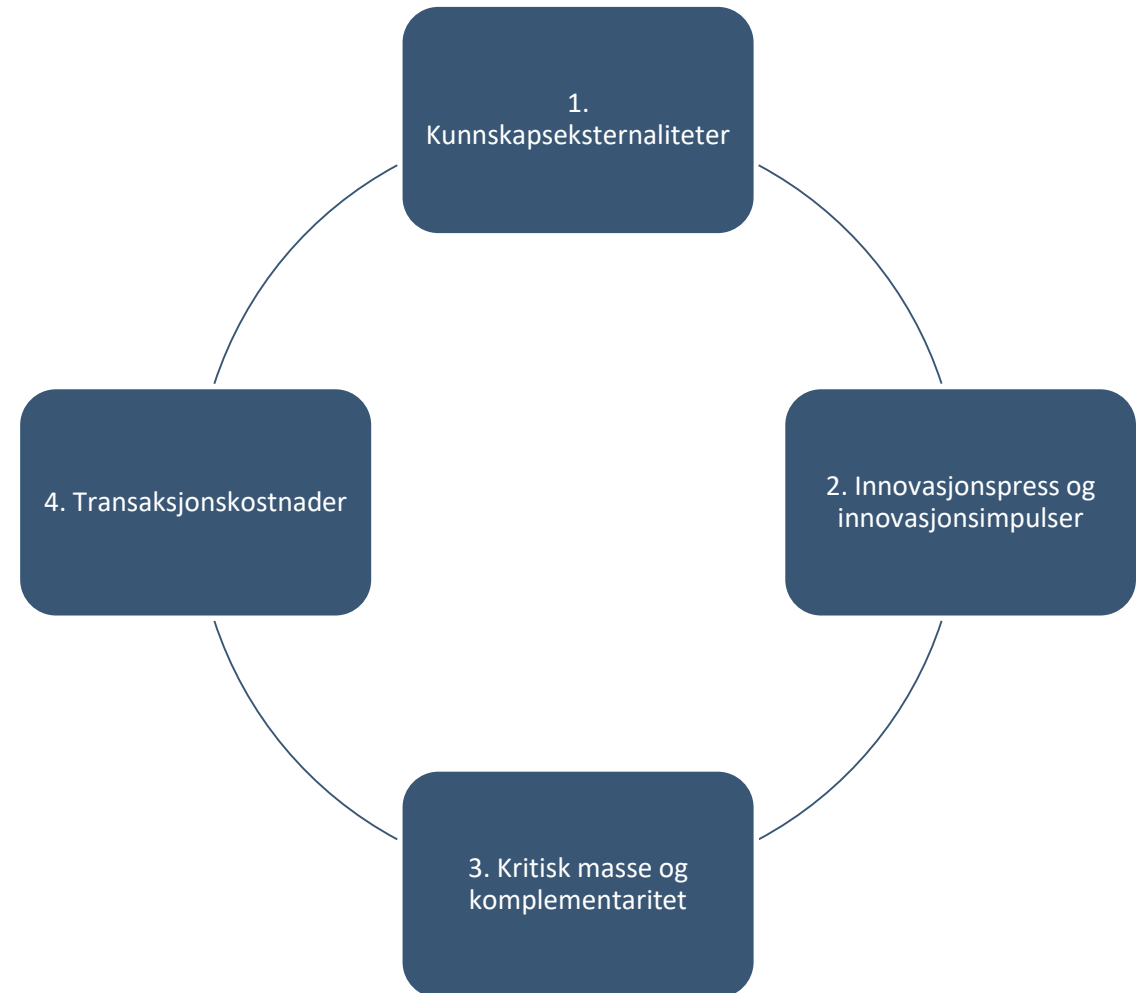 1.
Kunnskapseksternaliteter
2. Innovasjonspress og
innovasjonsimpulser
3. Kritisk masse og
komplementaritet
4. Transaksjonskostnader